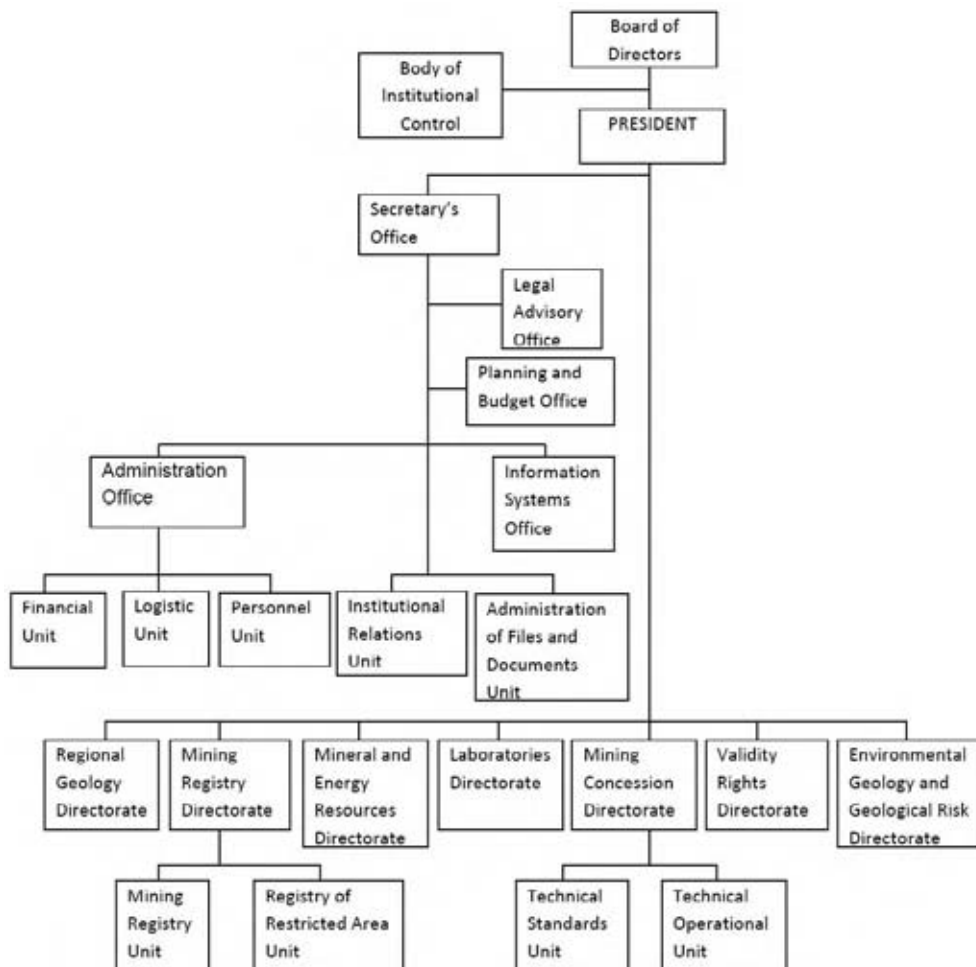 Board of
Directors
Body of
Institutional
Control
PRESIDENT
Secretary's
Office
Legal
Advisory
Office
Planning and
Budget Office
Administration
Office
Information
Systems
Office
Financial
Unit
Logistic
Unit
Personnel
Unit
Institutional
Relations
Unit
Administration
of Files and
Documents
Unit
Regional
Geology
Directorate
Mining
Registry
Directorate
Mineral and
Energy
Resources
Directorate
Laboratories
Directorate
Mining
Concession
Directorate
Validity
Rights
Directorate
Environmental
Geology and
Geological Risk
Directorate
Mining
Registry
Unit
Registry of
Restricted Area
Unit
Technical
Standards
Unit
Technical
Operational
Unit